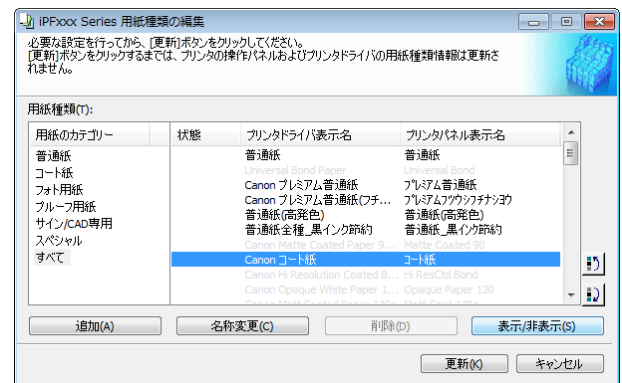 iPFxxx Series 用紙種類の編集
必要な設定を行ってから、[更新]ボタンをクリックしてください。
[更新]ボタンをクリックするまでは、プリンタの操作パネルおよびプリンタドライバの用紙種類情報は更新さ
れません。
用紙種類(T):
用紙のカテゴリー 状態 プリンタドライバ表示名 プリンタパネル表示名
普通紙 普通紙 普通紙
コート紙 Universal Bond Paper Universal Bond
フォト用紙 Canon プレミアム普通紙 プレミアム普通紙
プルーフ用紙 Canon プレミアム普通紙(フチ... プレミアムフツウシフチナシヨウ
サイン/CAD専用 普通紙(高発色) 普通紙(高発色)
スペシャル 普通紙全種_黒インク節約 普通紙_黒インク節約
すべて Canon Matte Coated Paper 9... Matte Coated 90
Canon コート紙 コート紙
Canon Hi Resolution Coated B... Hi ResCtd Bond
Canon Opaque White Paper 1... Opaque Paper 120
Canon Matt Coated Paper 140g Matt Coat 140g
追加(A) 名称変更(C) 削除(D) 表示/非表示(S)
更新(K) キャンセル